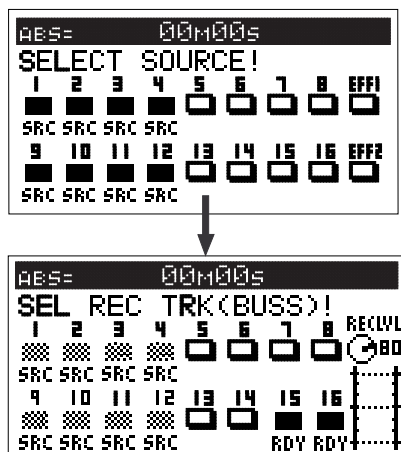 ABS= 00M00S
SELECT SOURCE!
1 2 3 4 5 6 7 8 EFF1
SRC SRC SRC SRC
9 10 11 12 13 14 15 16 EFF2
SRC SRC SRC SRC
ABS= 00M00S
SEL REC TRK(BUSS)!
1 2 3 4 5 6 7 8 RECLVL
80
SRC SRC SRC SRC
9 10 11 12 13 14 15 16
SRC SRC SRC SRC RDY RDY